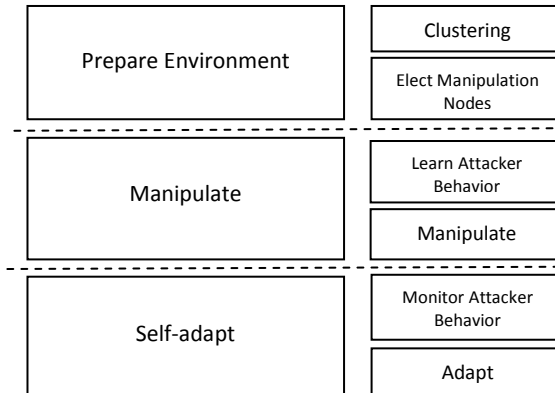 Prepare Environment
Clustering
Elect Manipulation
Nodes
Manipulate
Learn Attacker
Behavior
Manipulate
Self-adapt
Monitor Attacker
Behavior
Adapt